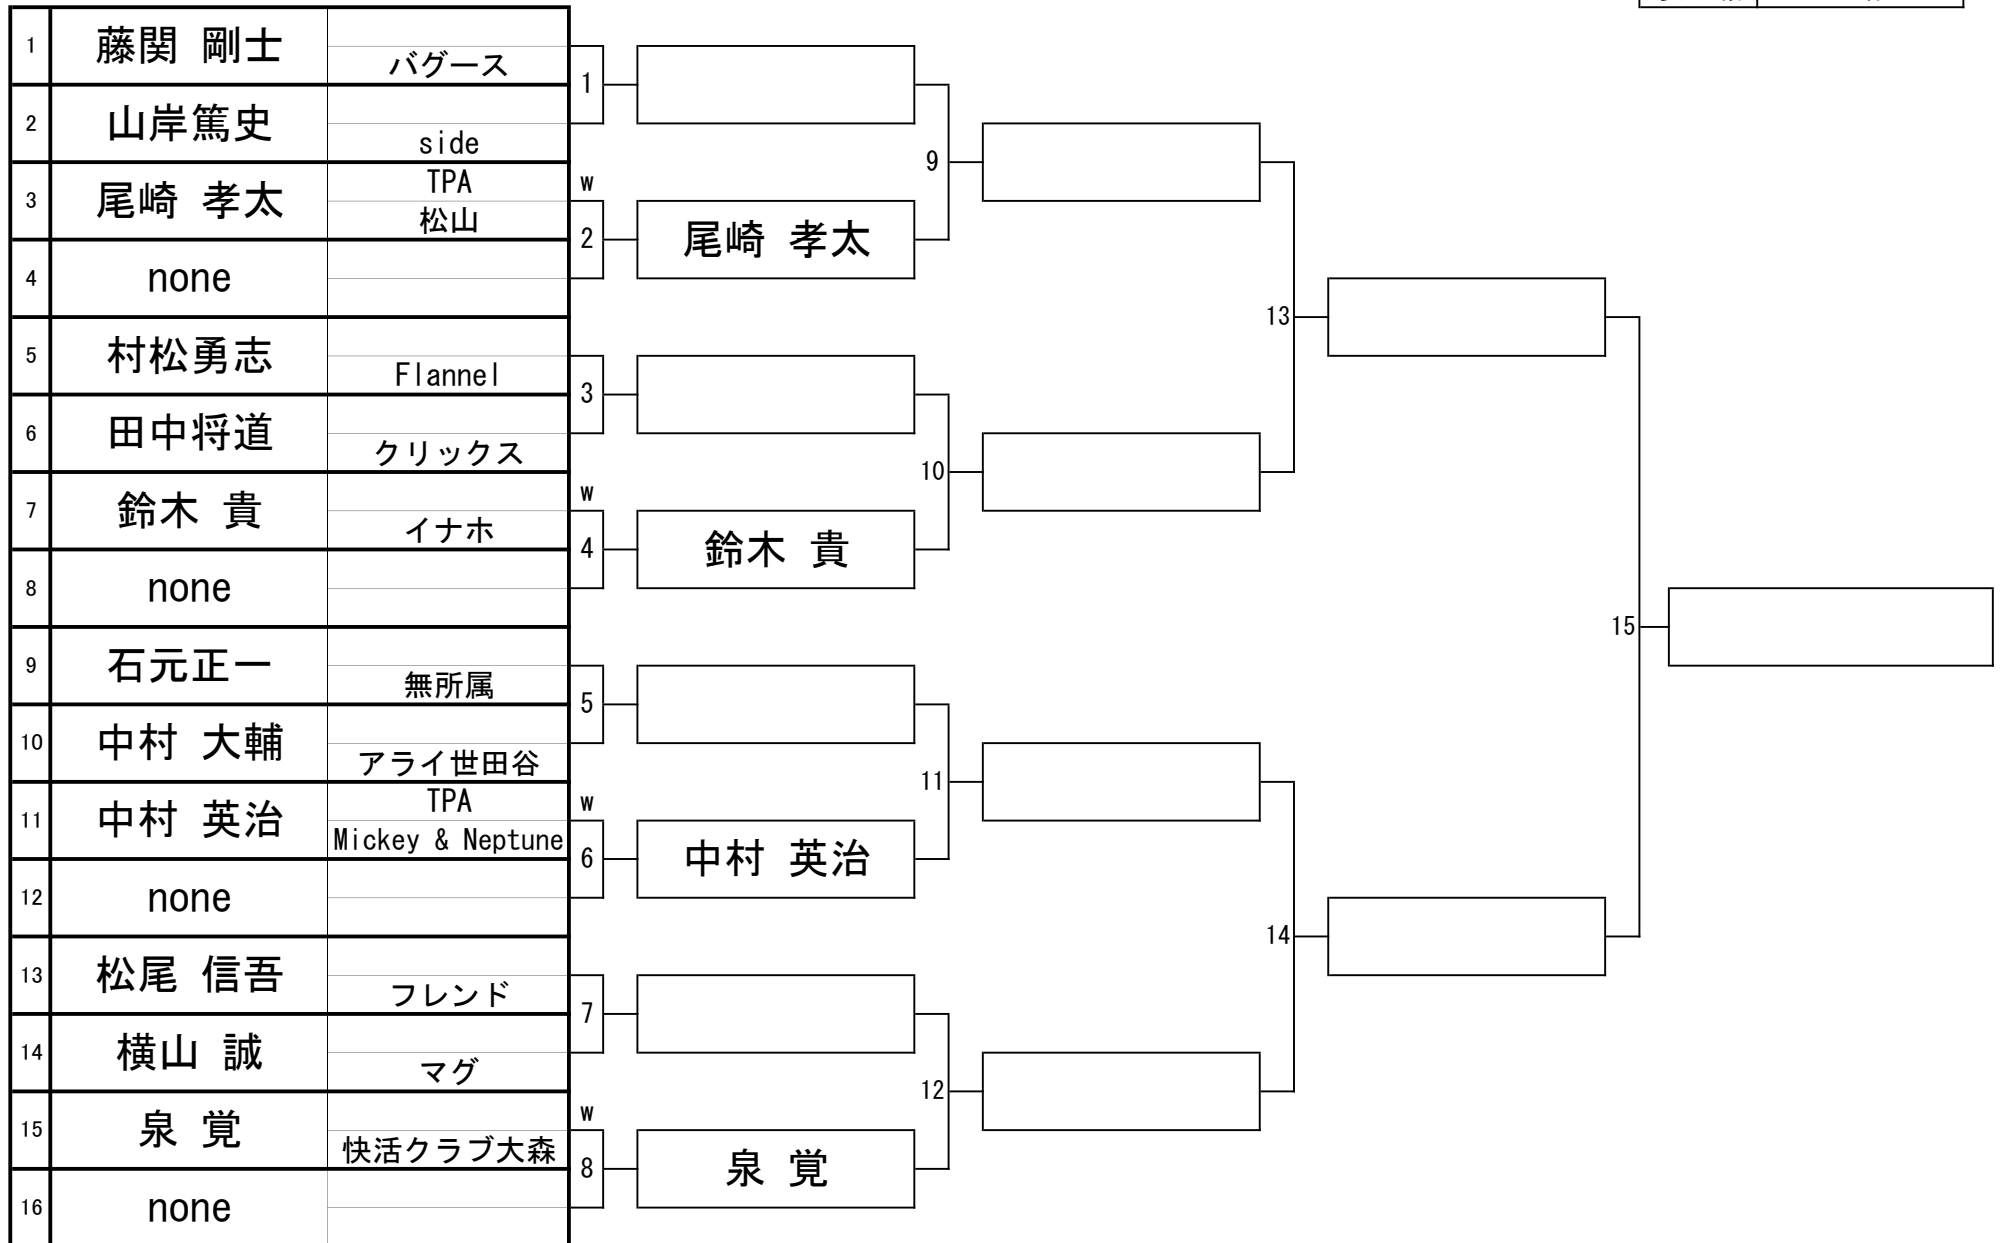 1 藤関 剛士 バグース
1
2 山岸篤史 side
9
3 尾崎 孝太 TPA 松山
w
2 尾崎 孝太
4 none
13
5 村松勇志 Flannel
3
6 田中将道 クリックス
10
7 鈴木 貴 イナホ
w
4 鈴木 貴
8 none
15
9 石元正一 無所属
5
10 中村 大輔 アライ世田谷
11
11 中村 英治 TPA Mickey & Neptune
w
6 中村 英治
12 none
14
13 松尾 信吾 フレンド
7
14 横山 誠 マグ
12
15 泉 覚 快活クラブ大森
w
8 泉 覚
16 none